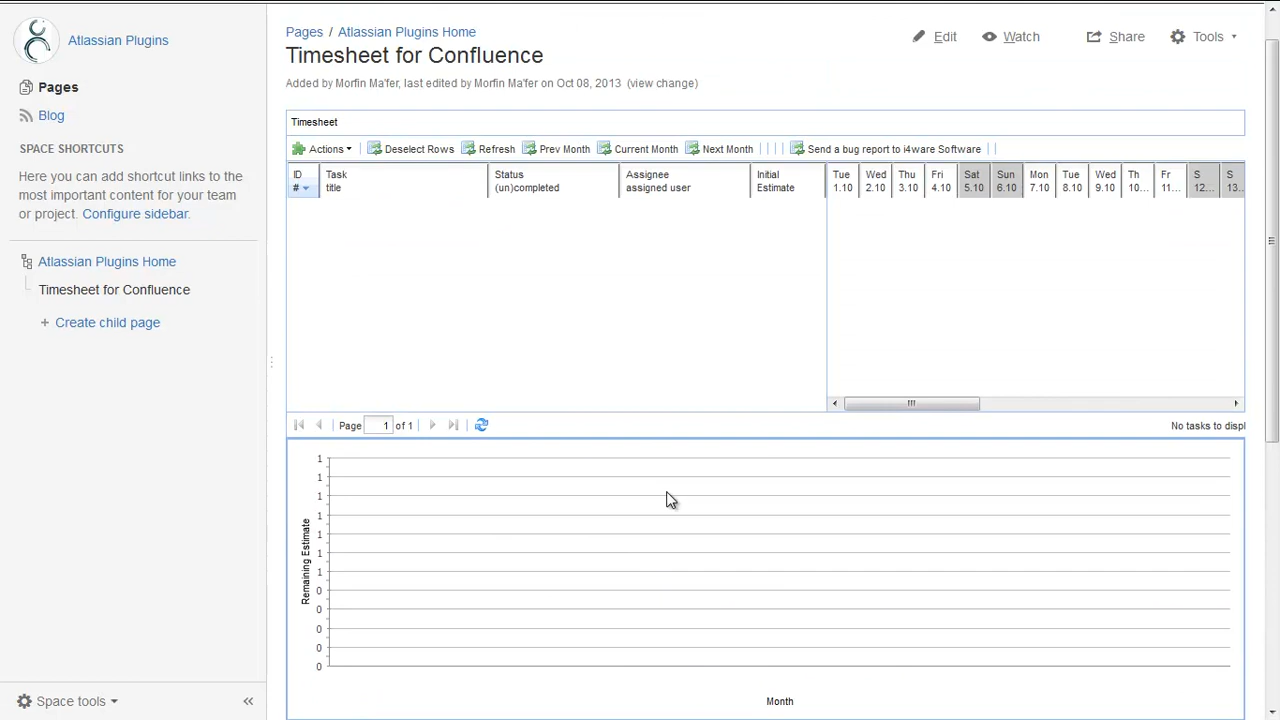 Atlassian Plugins
Pages
Blog
SPACE SHORTCUTS
Here you can add shortcut links to the
most important content for your team
or project. Configure sidebar.
Atlassian Plugins Home
Timesheet for Confluence
+ Create child page
Space tools
«
Pages / Atlassian Plugins Home
Edit Watch Share Tools
Timesheet for Confluence
Added by Morfin Ma'fer, last edited by Morfin Ma'fer on Oct 08, 2013 (view change)
Timesheet
Actions Deselect Rows Refresh Prev Month Current Month Next Month Send a bug report to i4ware Software
ID Task Status Assignee Initial Tue Wed Thu Fri Sat Sun Mon Tue Wed Th Fr S S
# title (un)completed assigned user Estimate 1.10 2.10 3.10 4.10 5.10 6.10 7.10 8.10 9.10 10... 11... 12... 13..
Page 1 of 1 No tasks to displ
1
1
1
1
1
1
1
0
0
0
0
0
Remaining Estimate
Month